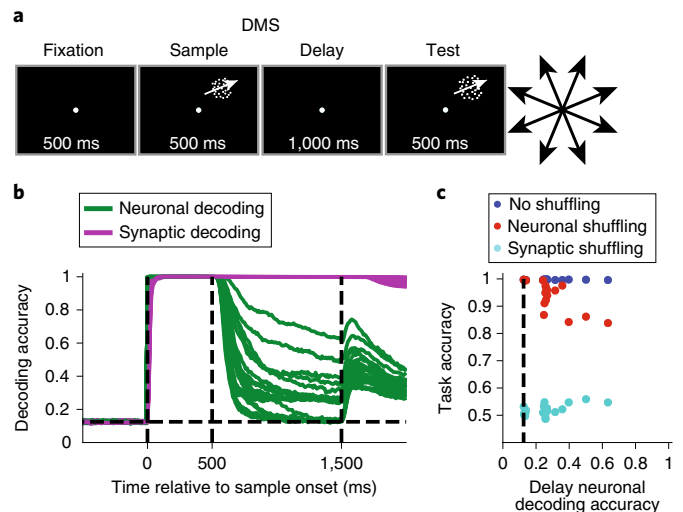 a
DMS
Fixation Sample Delay Test
500 ms 500 ms 1,000 ms 500 ms
b
Neuronal decoding
Synaptic decoding
Decoding accuracy
1
0.8
0.6
0.4
0.2
0
0 500 1,500
Time relative to sample onset (ms)
c
No shuffling
Neuronal shuffling
Synaptic shuffling
Task accuracy
1
0.9
0.8
0.7
0.6
0.5
0 0.2 0.4 0.6 0.8 1
Delay neuronal
decoding accuracy